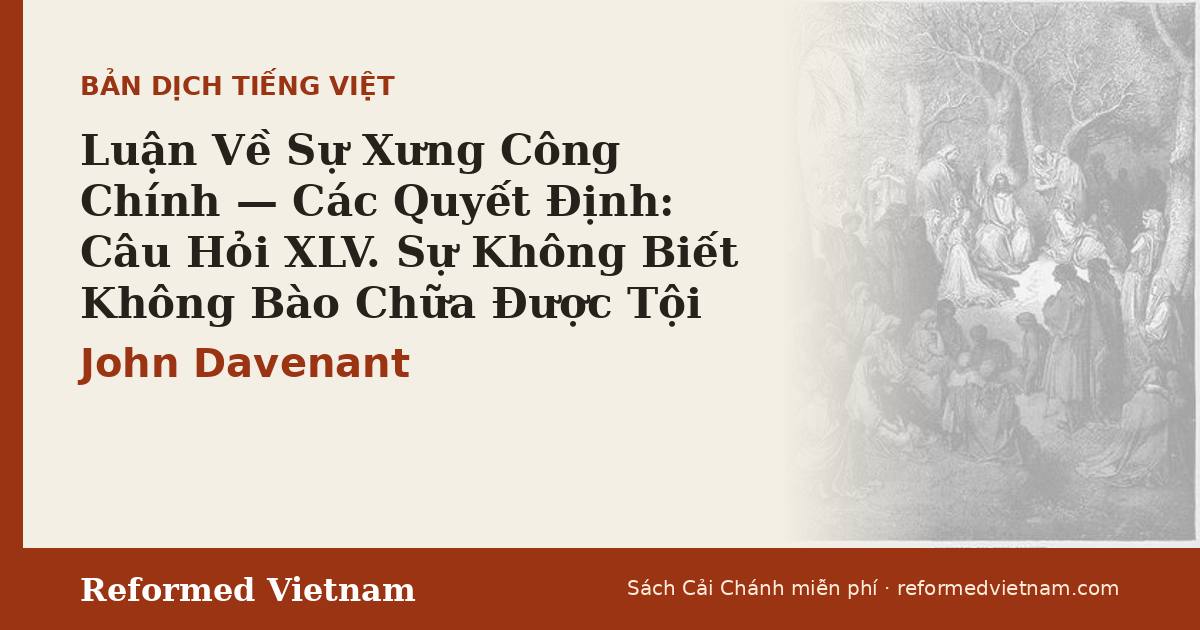 BẢN DỊCH TIẾNG VIỆT
Luận Về Sự Xưng Công
Chính — Các Quyết Định:
Câu Hỏi XLV. Sự Không Biết
Không Bào Chữa Được Tội
John Davenant
Reformed Vietnam
Sách Cải Chánh miễn phí · reformedvietnam.com